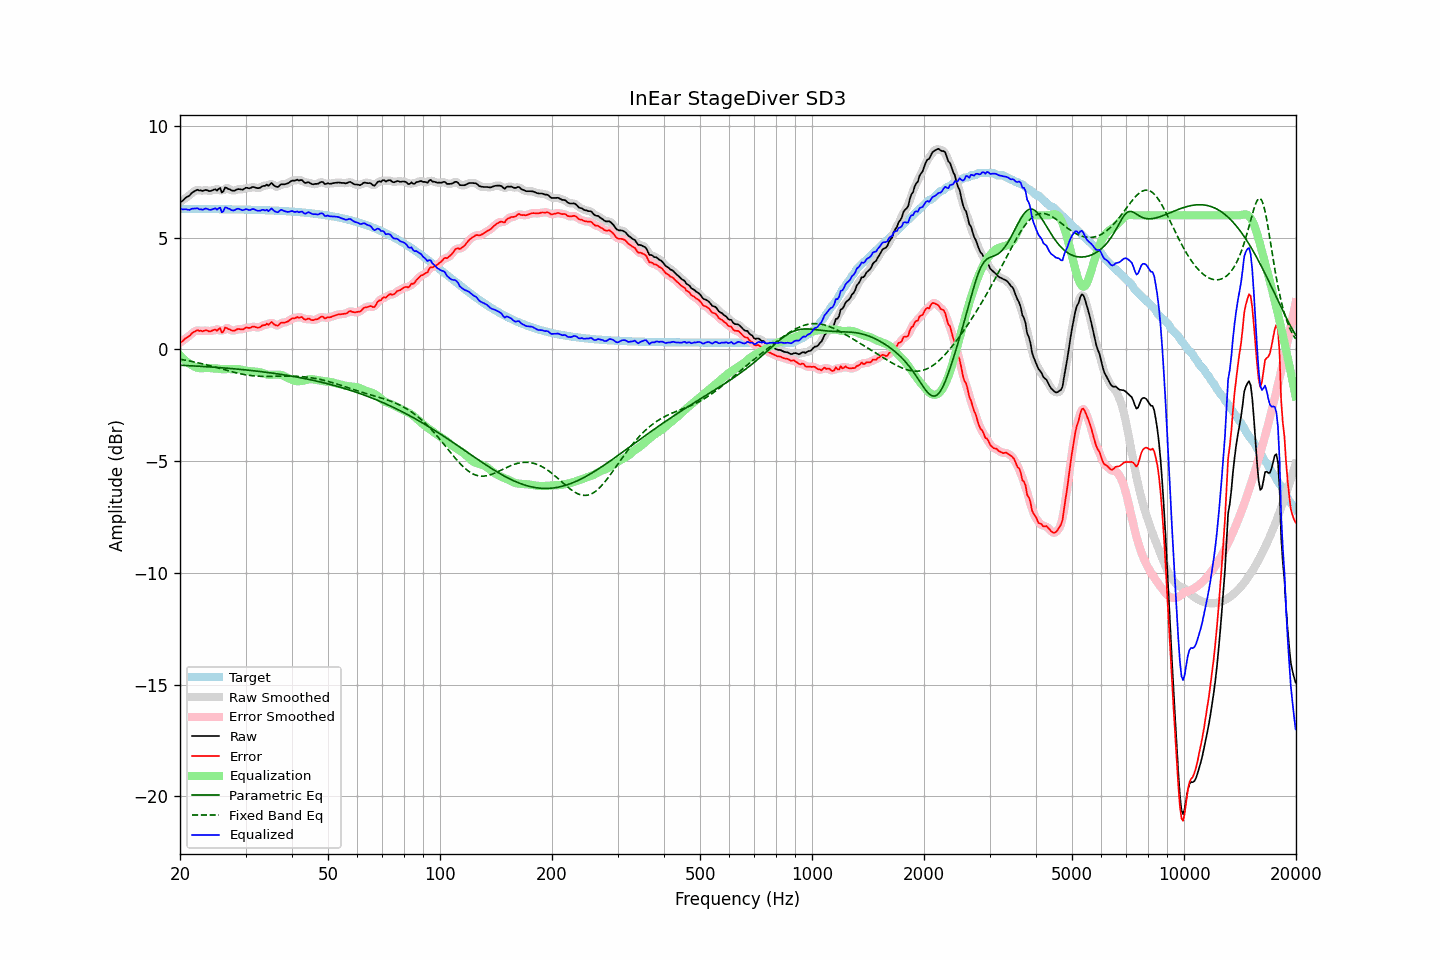 InEar StageDiver SD3
Amplitude (dBr)
10
5
0
−5
−10
−15
−20
Target
Raw Smoothed
Error Smoothed
Raw
Error
Equalization
Parametric Eq
Fixed Band Eq
Equalized
20 50 100 200 500 1000 2000 5000 10000 20000
Frequency (Hz)